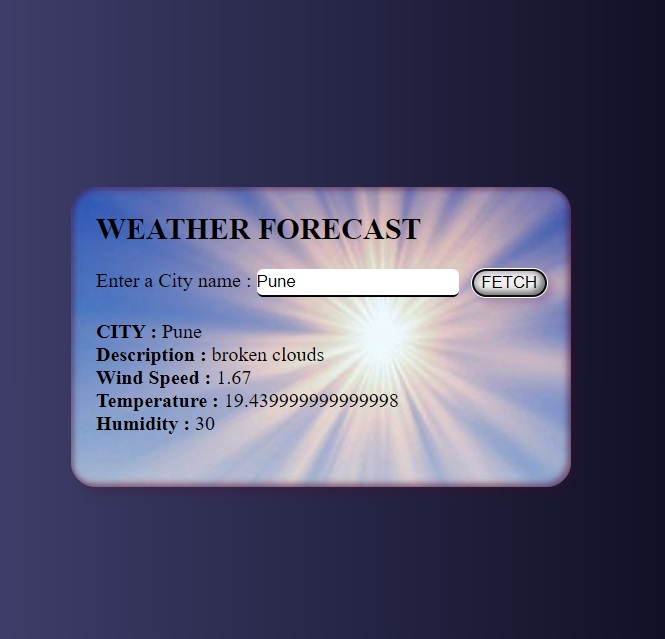 WEATHER FORECAST
Enter a City name : Pune FETCH
CITY : Pune
Description : broken clouds
Wind Speed : 1.67
Temperature : 19.439999999999998
Humidity : 30